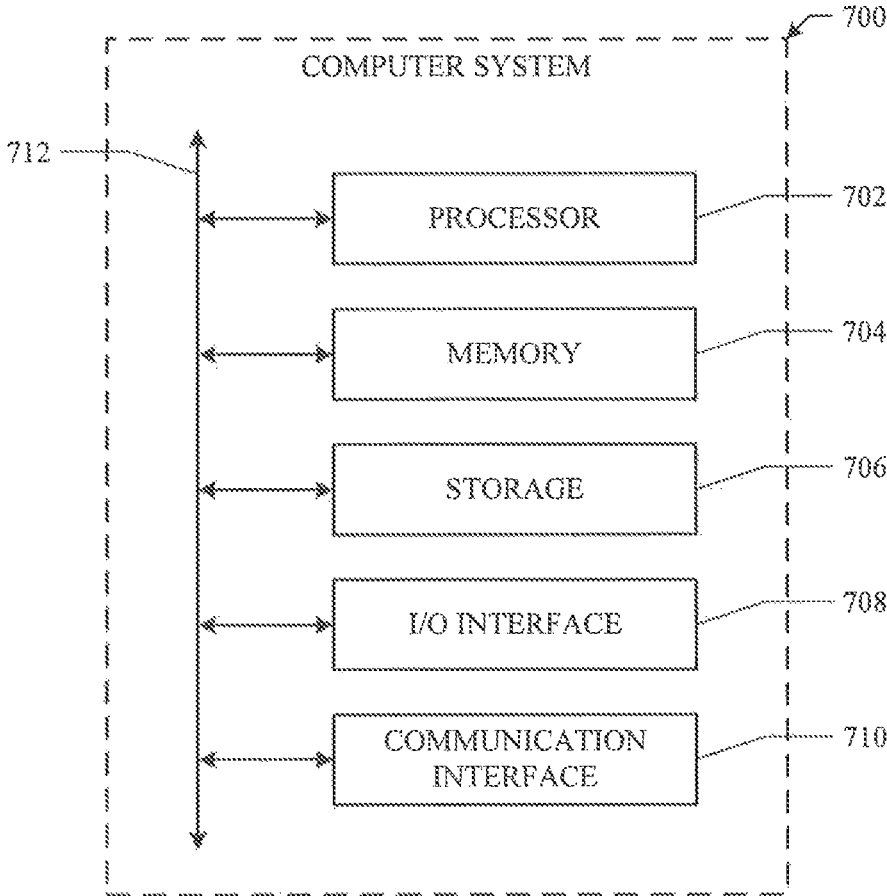 700
COMPUTER SYSTEM
712
702
PROCESSOR
704
MEMORY
706
STORAGE
708
I/O INTERFACE
710
COMMUNICATION
INTERFACE